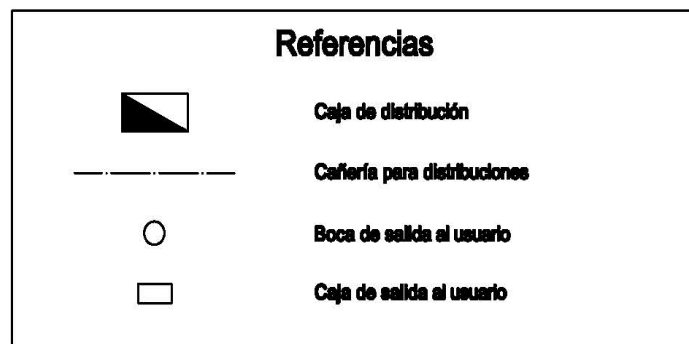 Referencias
Caja de distribución
Cañería para distribuciones
Boca de salida al usuario
Caja de salida al usuario